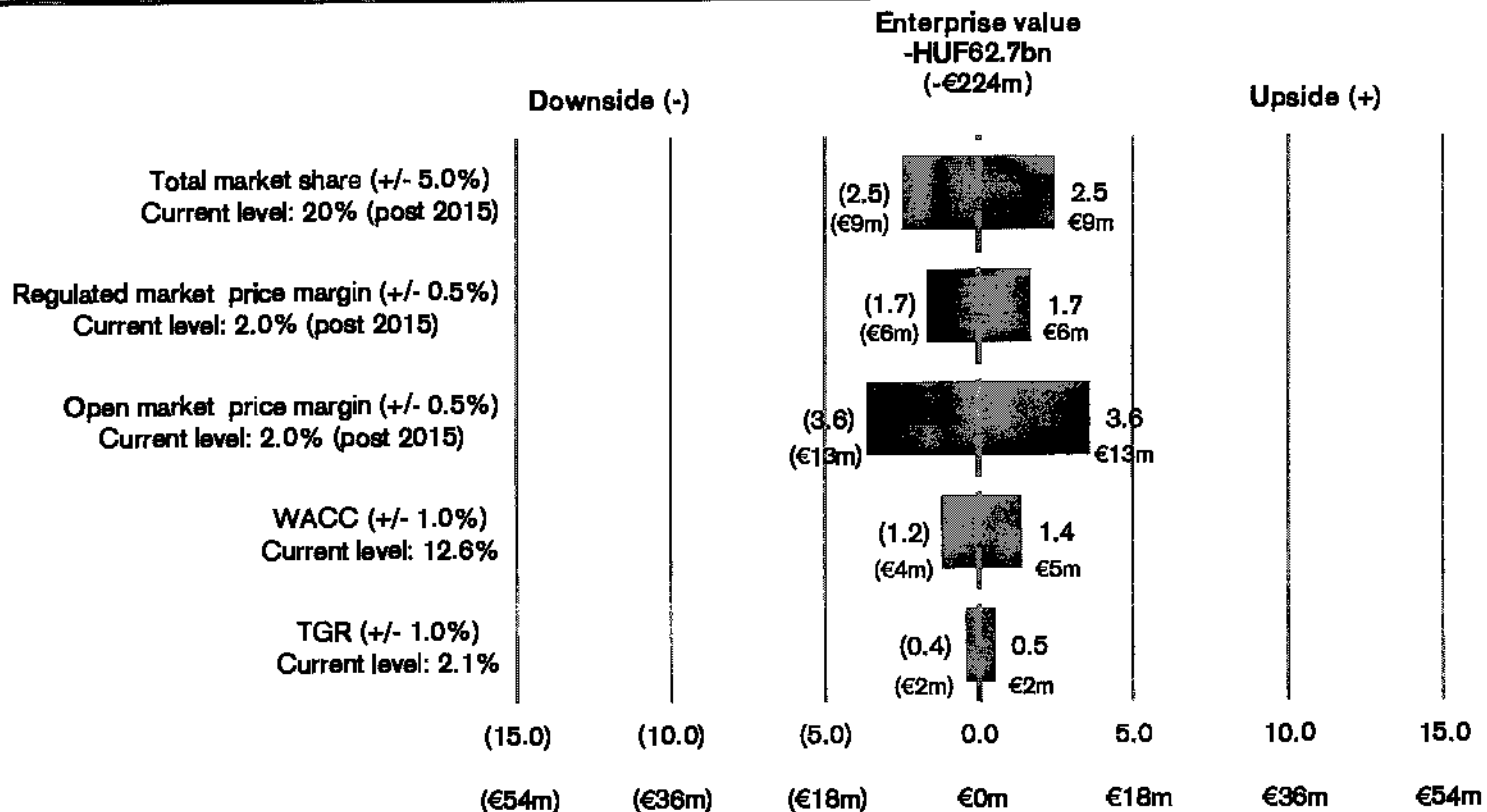 Enterprise value
-HUF62.7bn
(-€224m)
Downside (-)
Upside (+)
Total market share (+/- 5.0%)
Current level: 20% (post 2015)
(2.5)
(€9m)
2.5
€9m
Regulated market price margin (+/- 0.5%)
Current level: 2.0% (post 2015)
(1.7)
(€6m)
1.7
€6m
Open market price margin (+/- 0.5%)
Current level: 2.0% (post 2015)
(3.6)
(€13m)
3.6
€13m
WACC (+/- 1.0%)
Current level: 12.6%
(1.2)
(€4m)
1.4
€5m
TGR (+/- 1.0%)
Current level: 2.1%
(0.4)
(€2m)
0.5
€2m
(15.0) (10.0) (5.0) 0.0 5.0 10.0 15.0
(€54m) (€36m) (€18m) €0m €18m €36m €54m